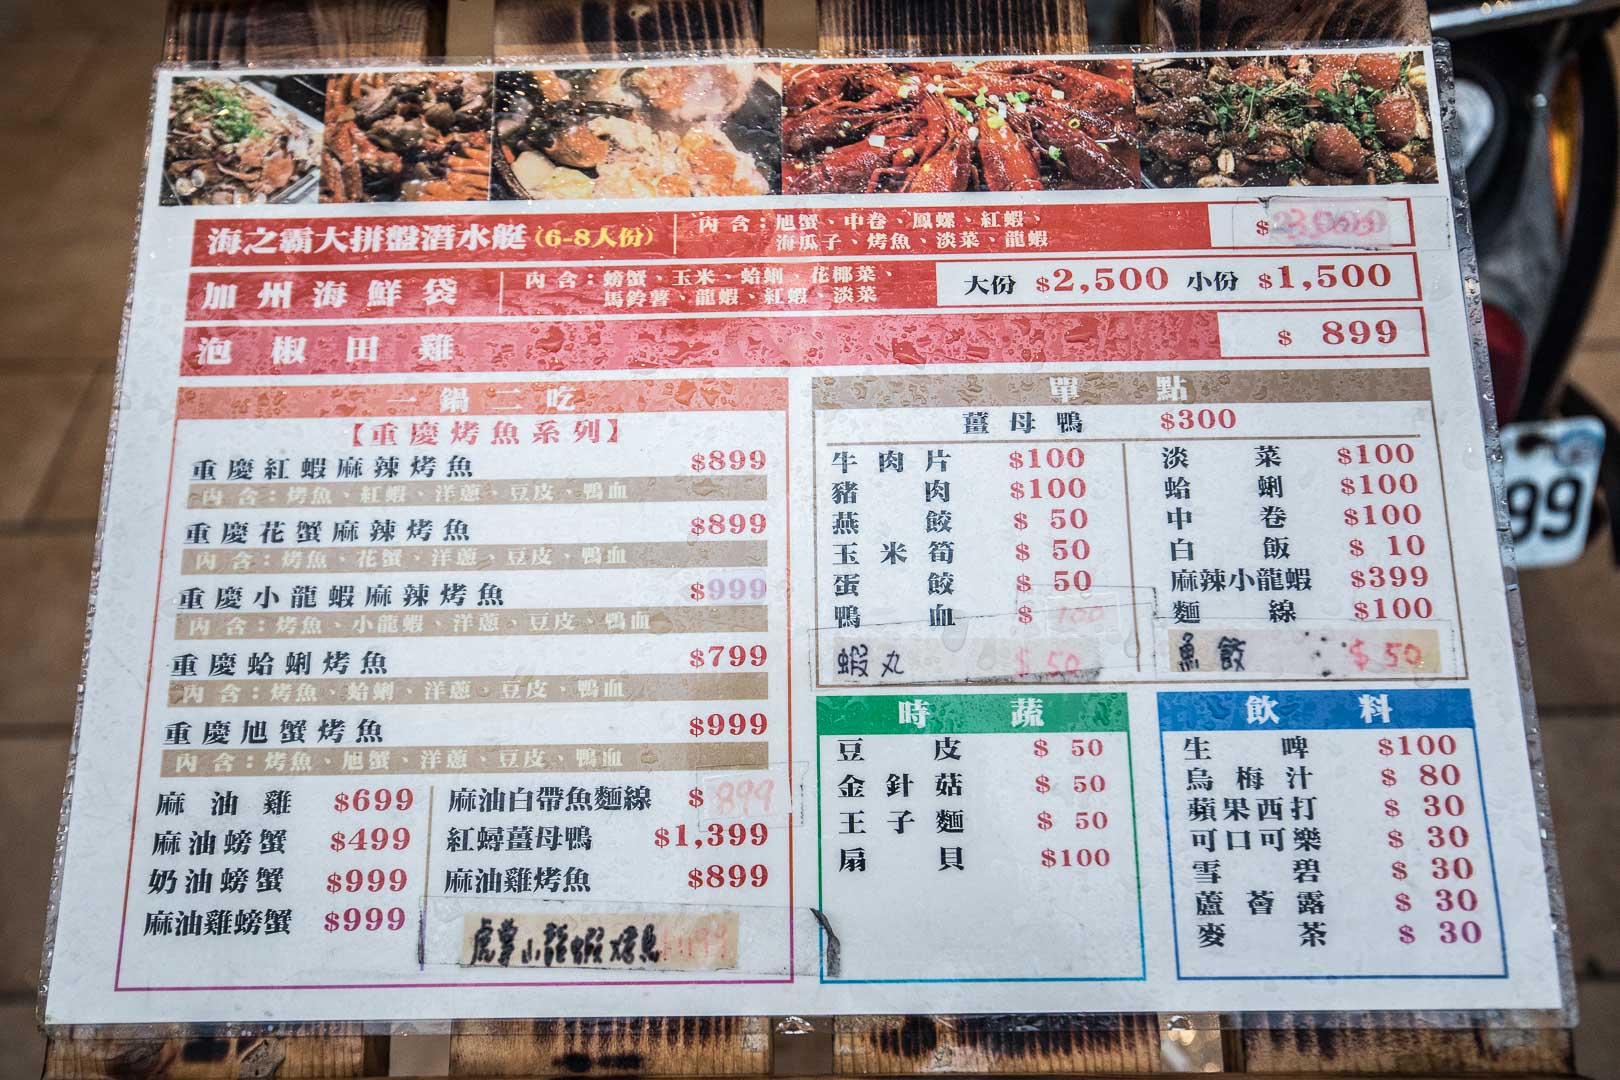 海之霸大拼盤潛水艇(6-8人份) 內含：旭蟹、中卷、鳳螺、紅蝦、
海瓜子、烤魚、淡菜、龍蝦 $
加州海鮮袋 內含：螃蟹、玉米、蛤蜊、花椰菜、
馬鈴薯、龍蝦、紅蝦、淡菜 大份 $2,500 小份 $1,500
泡椒田雞 $ 899
一鍋二吃
【重慶烤魚系列】
重慶紅蝦麻辣烤魚 $899
內含：烤魚、紅蝦、洋蔥、豆皮、鴨血
重慶花蟹麻辣烤魚 $899
內含：烤魚、花蟹、洋蔥、豆皮、鴨血
重慶小龍蝦麻辣烤魚 $999
內含：烤魚、小龍蝦、洋蔥、豆皮、鴨血
重慶蛤蜊烤魚 $799
內含：烤魚、蛤蜊、洋蔥、豆皮、鴨血
重慶旭蟹烤魚 $999
內含：烤魚、旭蟹、洋蔥、豆皮、鴨血
麻油雞 $699
麻油螃蟹 $499
奶油螃蟹 $999
麻油雞螃蟹 $999
麻油白帶魚麵線 $ 899
紅蟳薑母鴨 $1,399
麻油雞烤魚 $899
小龍蝦烤魚
單點
薑母鴨 $300
牛肉片 $100
豬肉 $100
燕餃 $ 50
玉米筍 $ 50
蛋餃 $ 50
鴨血 $ 100
蝦丸 $ 50
淡菜 $100
蛤蜊 $100
中卷 $100
白飯 $ 10
麻辣小龍蝦 $399
麵線 $100
魚餃 $ 50
時蔬
豆皮 $ 50
金針菇 $ 50
王子麵 $ 50
扇貝 $100
飲料
生啤 $100
烏梅汁 $ 80
蘋果西打 $ 30
可口可樂 $ 30
雪碧 $ 30
蘆薈露 $ 30
麥茶 $ 30
99